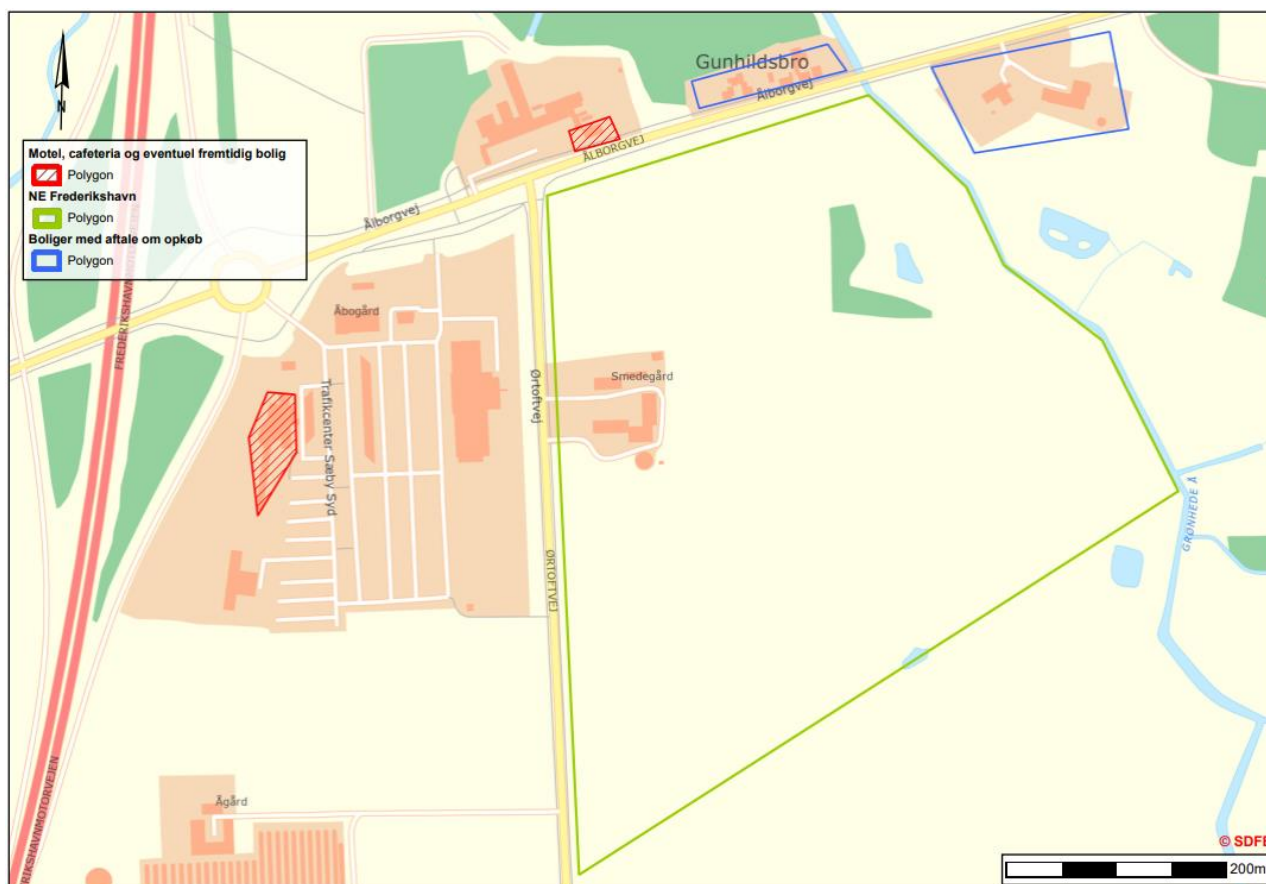 N
Motel, cafeteria og eventuel fremtidig bolig
Polygon
NE Frederikshavn
Polygon
Boliger med aftale om opkøb
Polygon
Gunhildsbro
Ålborgvej
ÅLBORGVEJ
Ålborgvej
FREDERIKSHAVNMOTORVEJEN
Åbogård
Smedegård
Ørtoftvej
Trafikcenter Sæby Syd
GRØNHEDE Å
ØRTOFTVEJ
RIKSHAVNMOTORVEJEN
Ågård
© SDFE
200m